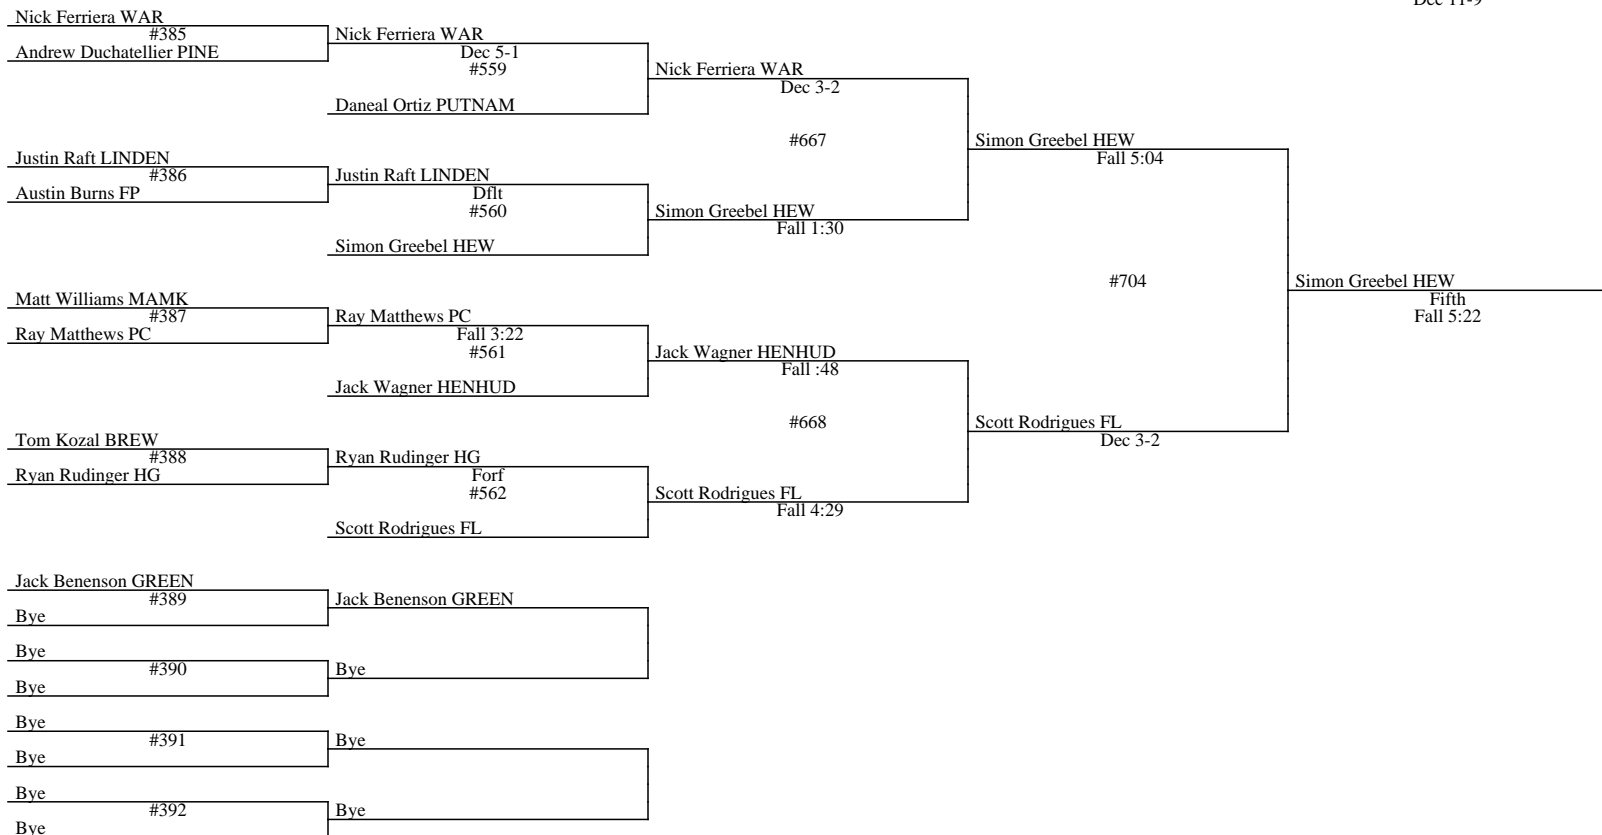 Dec 11-9
Nick Ferriera WAR
#385
Andrew Duchatellier PINE
Nick Ferriera WAR
Dec 5-1
#559
Daneal Ortiz PUTNAM
Nick Ferriera WAR
Dec 3-2
#667
Justin Raft LINDEN
#386
Austin Burns FP
Justin Raft LINDEN
Dflt
#560
Simon Greebel HEW
Simon Greebel HEW
Fall 1:30
Simon Greebel HEW
Fall 5:04
#704
Simon Greebel HEW
Fifth
Fall 5:22
Matt Williams MAMK
#387
Ray Matthews PC
Ray Matthews PC
Fall 3:22
#561
Jack Wagner HENHUD
Jack Wagner HENHUD
Fall :48
#668
Tom Kozal BREW
#388
Ryan Rudinger HG
Ryan Rudinger HG
Forf
#562
Scott Rodrigues FL
Scott Rodrigues FL
Fall 4:29
Scott Rodrigues FL
Dec 3-2
Jack Benenson GREEN
#389
Bye
Jack Benenson GREEN
Bye
#390
Bye
Bye
Bye
#391
Bye
Bye
Bye
#392
Bye
Bye